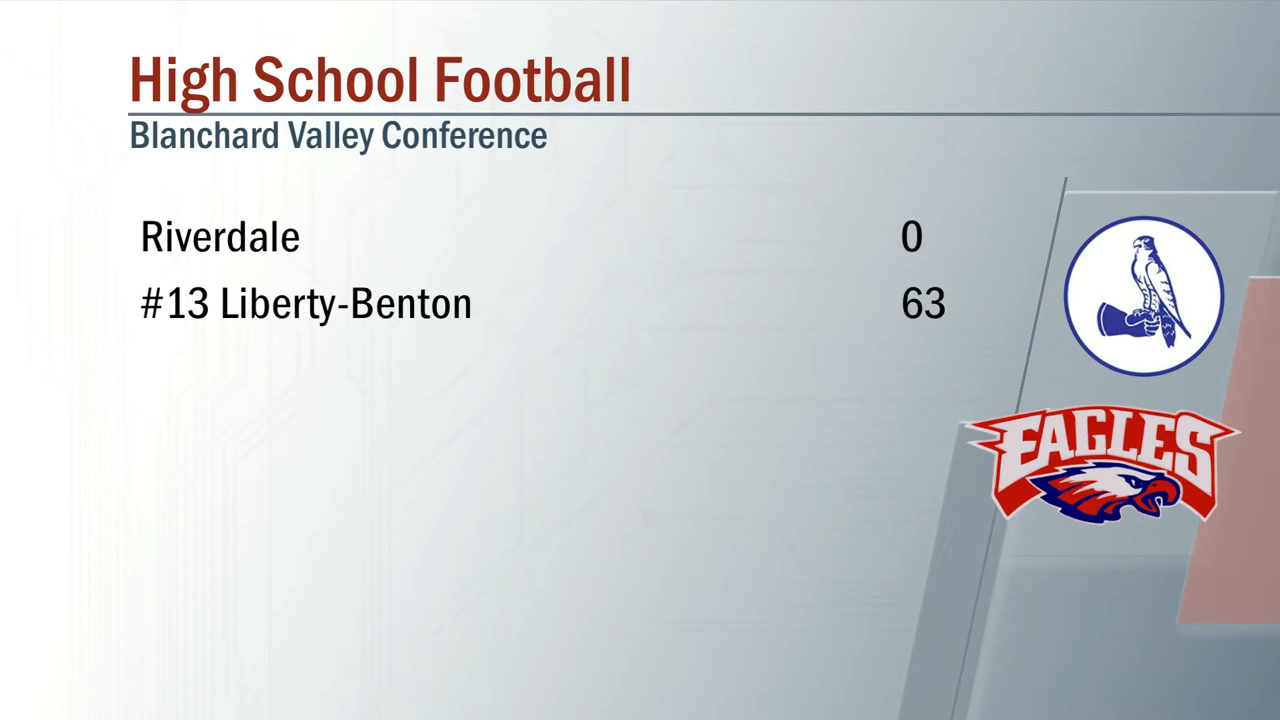 High School Football
Blanchard Valley Conference
Riverdale 0
#13 Liberty-Benton 63
EAGLES